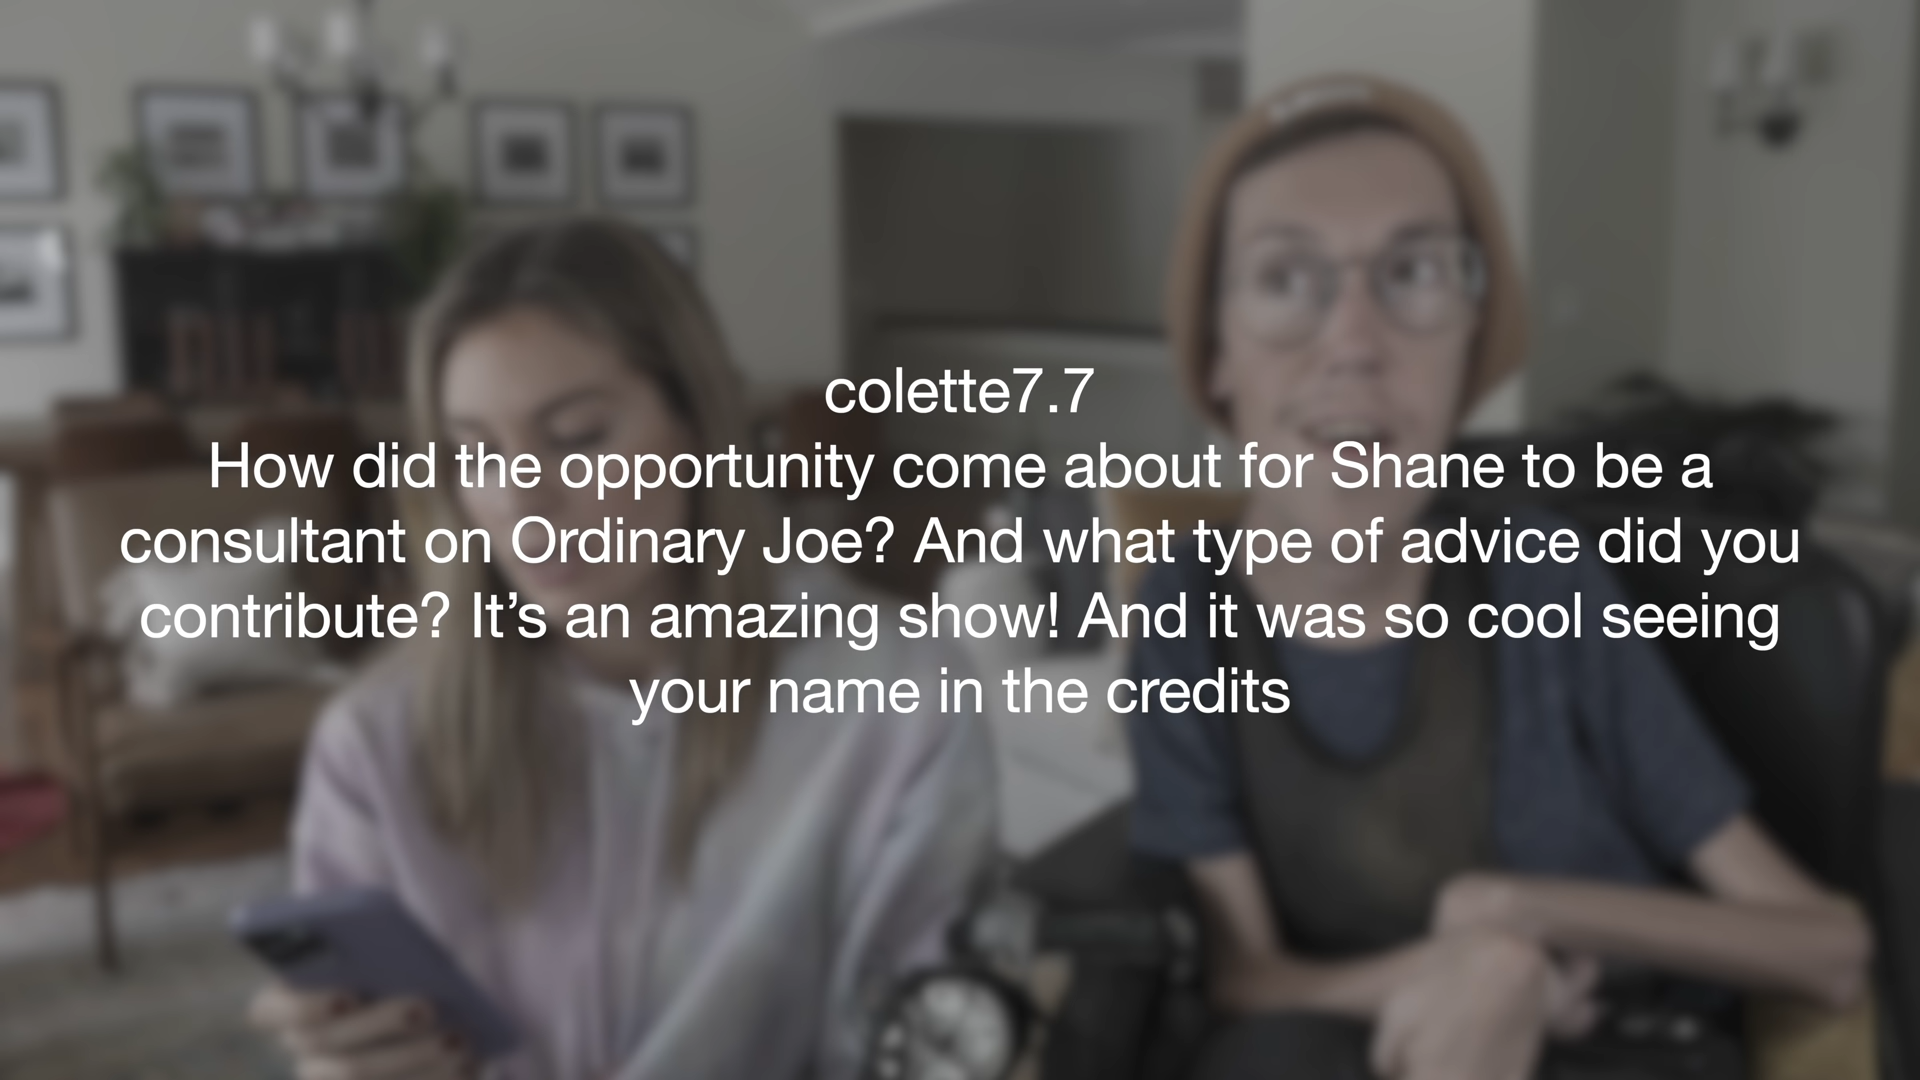 colette7.7
How did the opportunity come about for Shane to be a
consultant on Ordinary Joe? And what type of advice did you
contribute? It’s an amazing show! And it was so cool seeing
your name in the credits